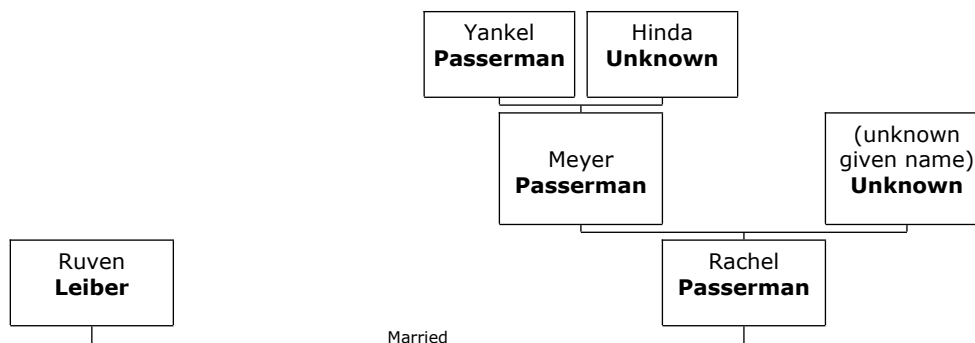 Yankel
Passerman
Hinda
Unknown
Meyer
Passerman
(unknown
given name)
Unknown
Ruven
Leiber
Rachel
Passerman
Married